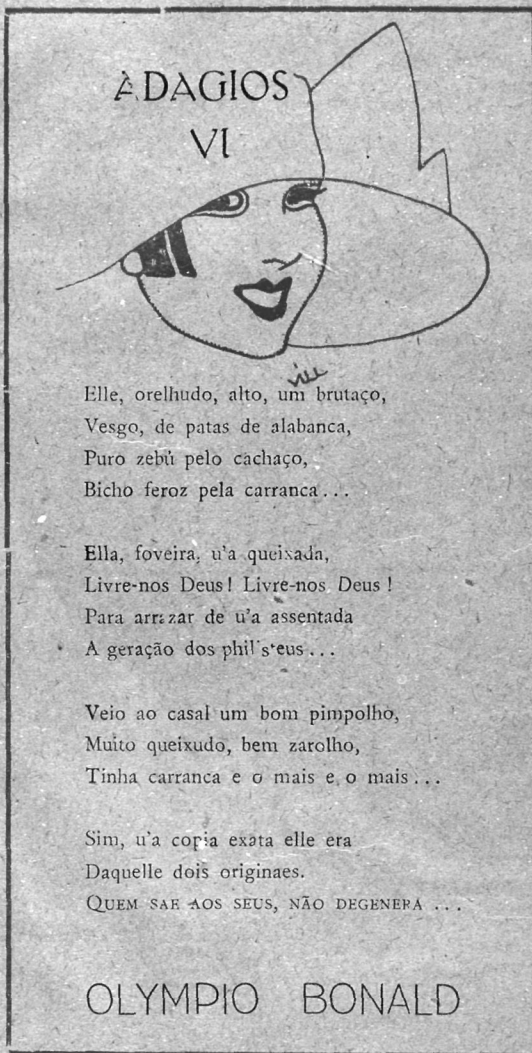 ÀDAGIOS
VI
Elle, orelhudo, alto, um brutaço,
Vesgo, de patas de alabanca,
Puro zebú pelo cachaço,
Bicho feroz pela carranca...
Ella, foveira, u'a queixada,
Livre-nos Deus! Livre-nos Deus!
Para arrazar de u'a assentada
A geração dos phil's'eus...
Veio ao casal um bom pimpolho,
Muito queixudo, bem zarolho,
Tinha carranca e o mais e o mais...
Sim, u'a copia exata elle era
Daquelle dois originaes.
QUEM SAE AOS SEUS, NÃO DEGENERA ...
OLYMPIO BONALD